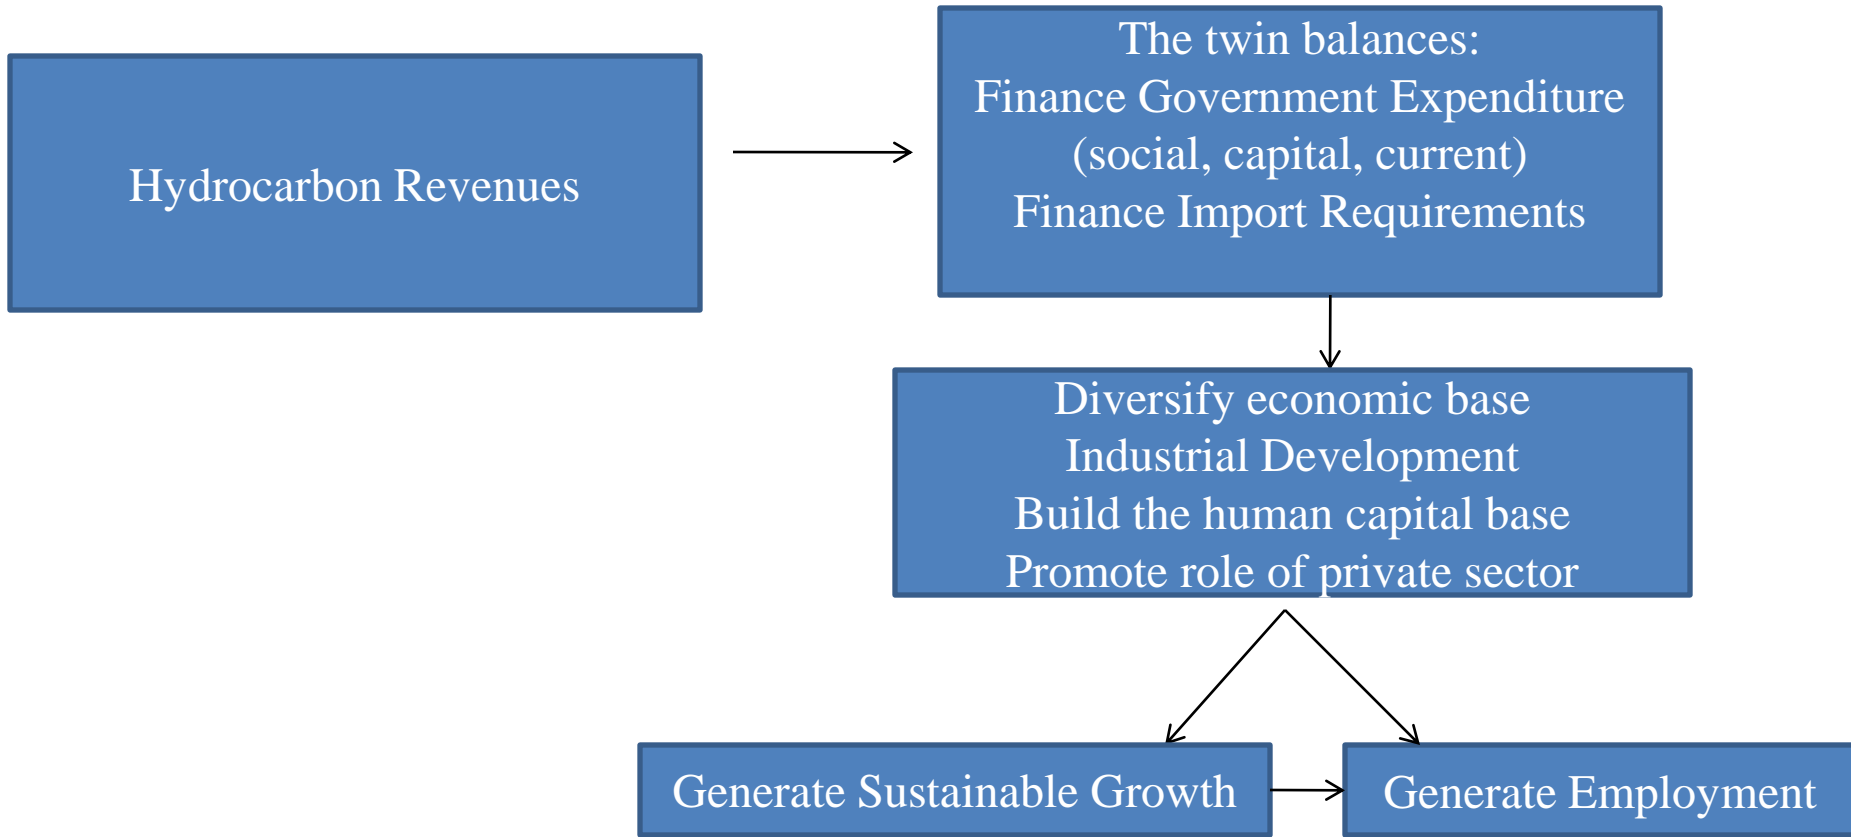 Hydrocarbon Revenues
The twin balances:
Finance Government Expenditure
(social, capital, current)
Finance Import Requirements
Diversify economic base
Industrial Development
Build the human capital base
Promote role of private sector
Generate Sustainable Growth
Generate Employment